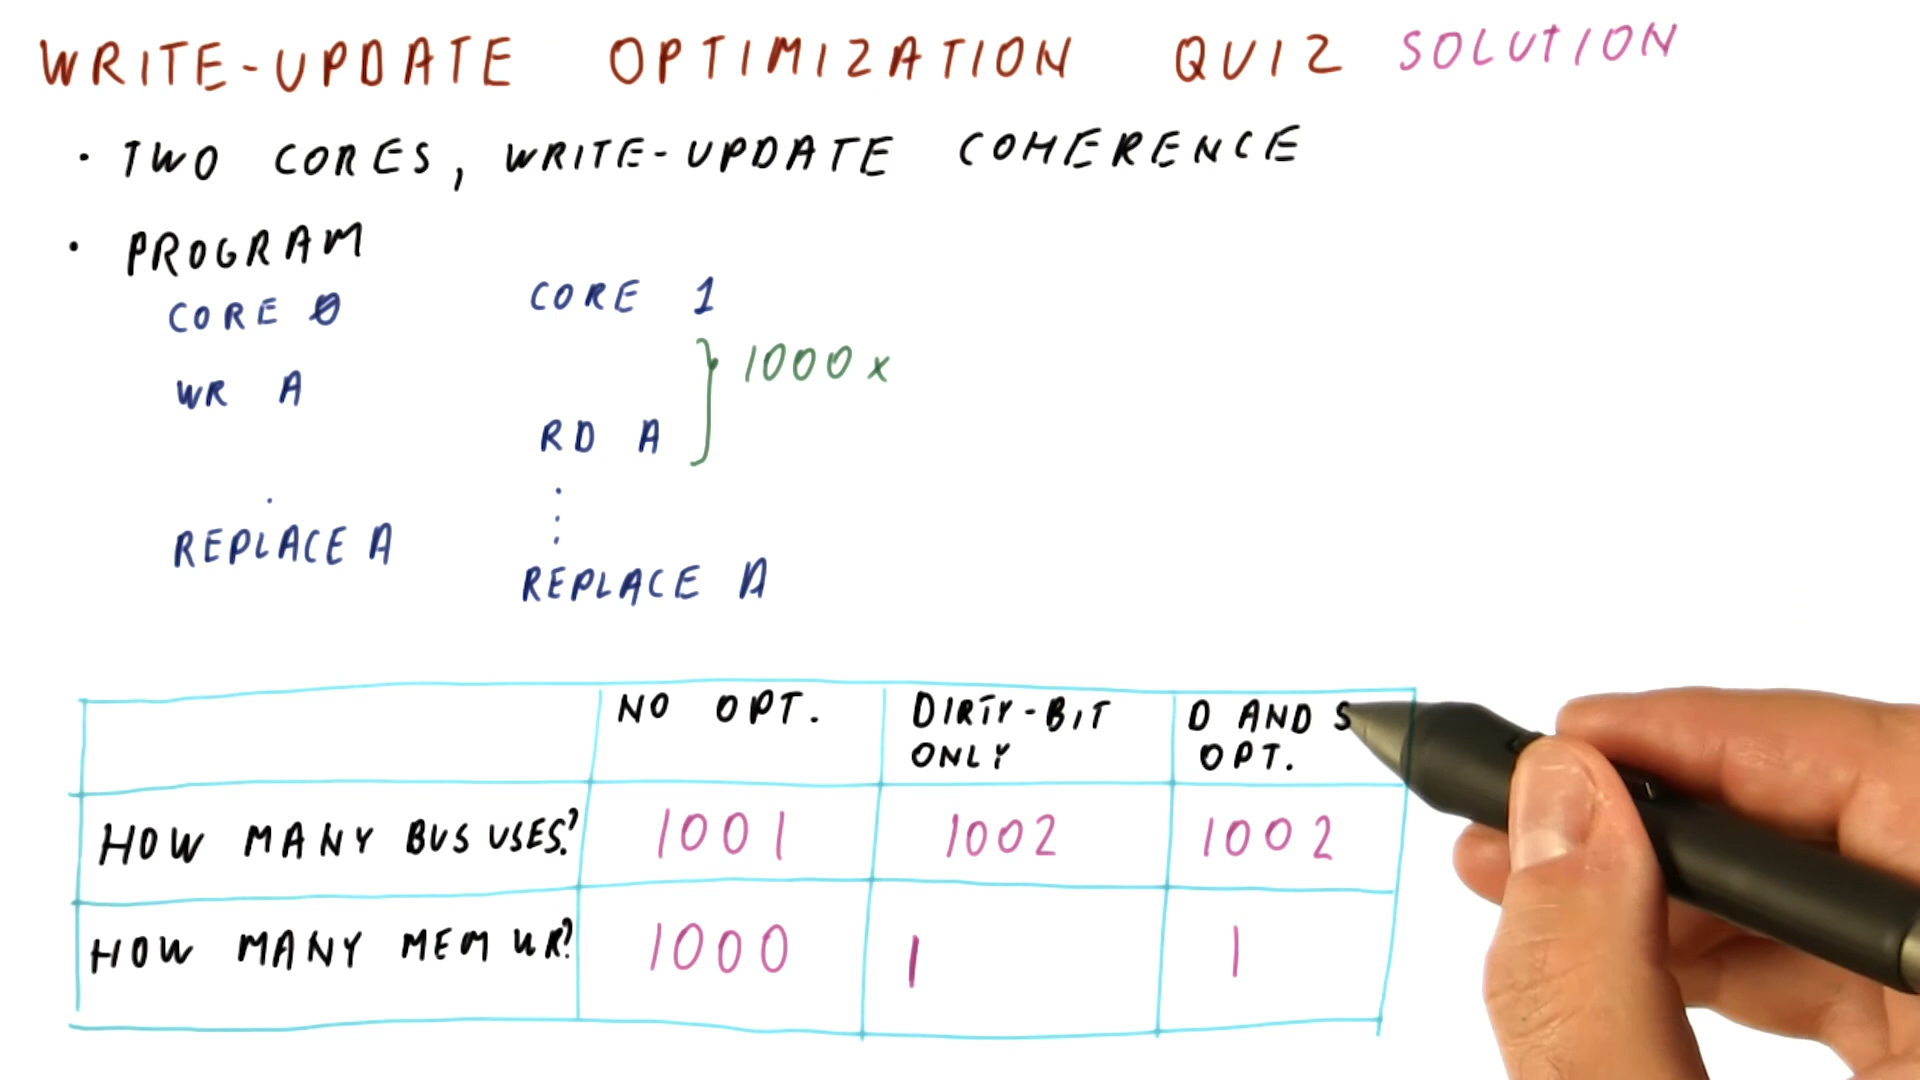 WRITE-UPDATE OPTIMIZATION QUIZ SOLUTION
• TWO CORES, WRITE-UPDATE COHERENCE
• PROGRAM
CORE 0 CORE 1
WR A } 1000x
RD A
REPLACE A
REPLACE A
NO OPT. DIRTY-BIT ONLY D AND S OPT.
HOW MANY BUS USES? 1001 1002 1002
HOW MANY MEM WR? 1000 1 1